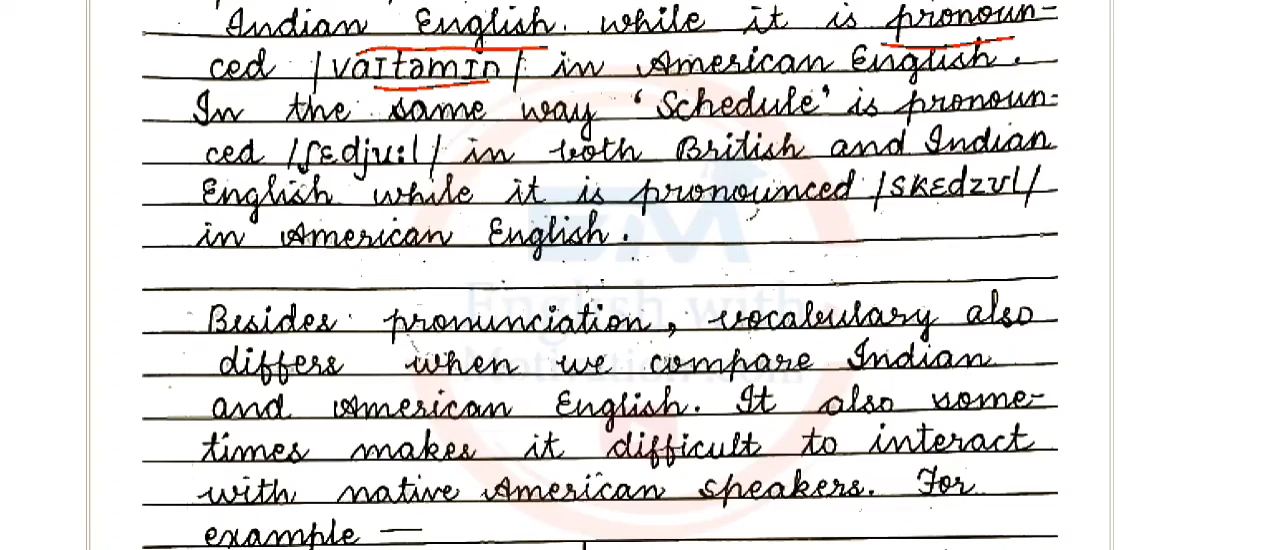 Indian English. while it is pronoun-
ced /vaɪtəmɪn/ in American English.
In the same way 'Schedule' is pronoun-
ced /ʃɛdjuːl/ in both British and Indian
English while it is pronounced /skɛdzʊl/
in American English.
Besides pronunciation, vocabulary also
differs when we compare Indian
and American English. It also some-
times makes it difficult to interact
with native American speakers. For
example —